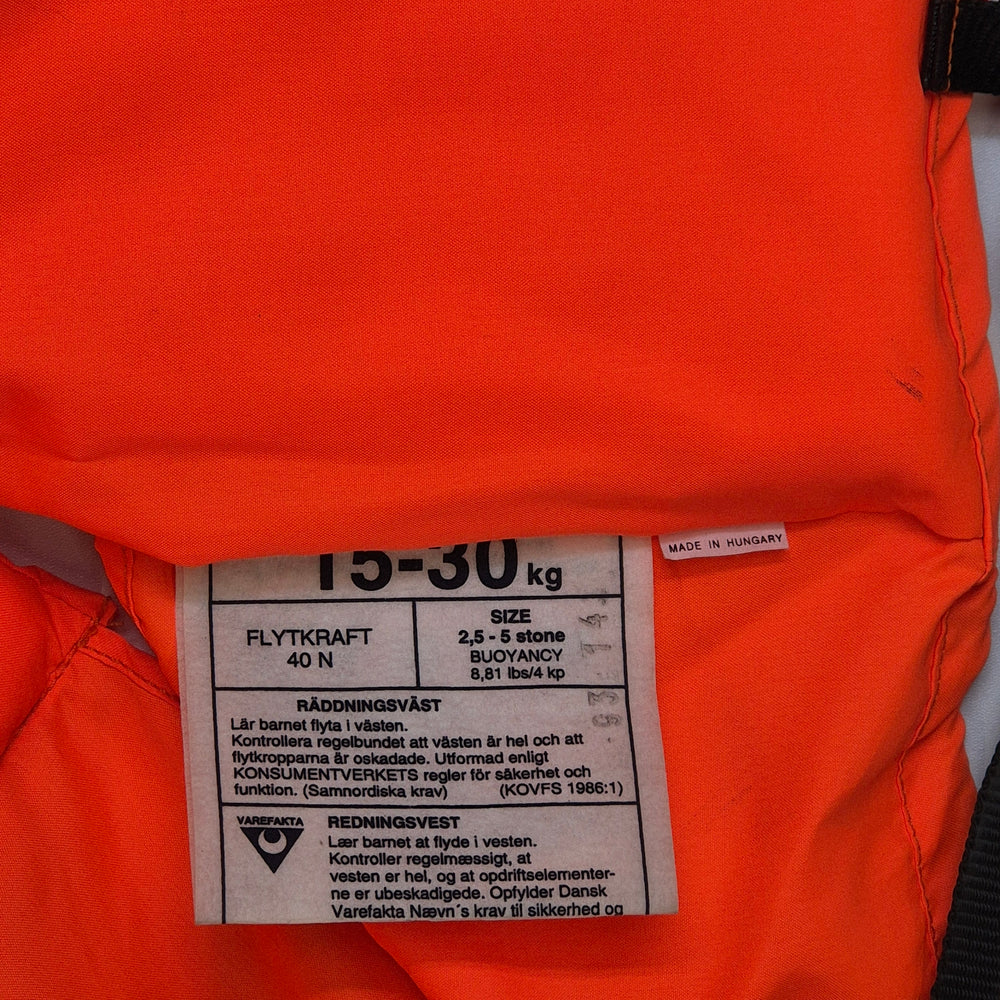 15-30 kg
MADE IN HUNGARY
FLYTKRAFT
40 N
SIZE
2,5 - 5 stone
BUOYANCY
8,81 lbs/4 kp
RÄDDNINGSVÄST
Lär barnet flyta i västen.
Kontrollera regelbundet att västen är hel och att
flytkropparna är oskadade. Utformad enligt
KONSUMENTVERKETS regler för säkerhet och
funktion. (Samnordiska krav) (KOVFS 1986:1)
VAREFAKTA
REDNINGSVEST
Lær barnet at flyde i vesten.
Kontroller regelmæssigt, at
vesten er hel, og at opdriftselementer-
ne er ubeskadigede. Opfylder Dansk
Varefakta Nævn´s krav til sikkerhed og